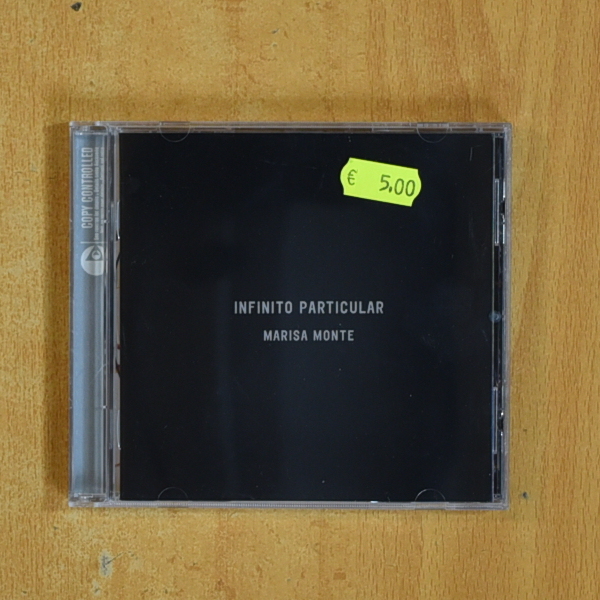 € 5,00
INFINITO PARTICULAR
MARISA MONTE
COPY CONTROLLED